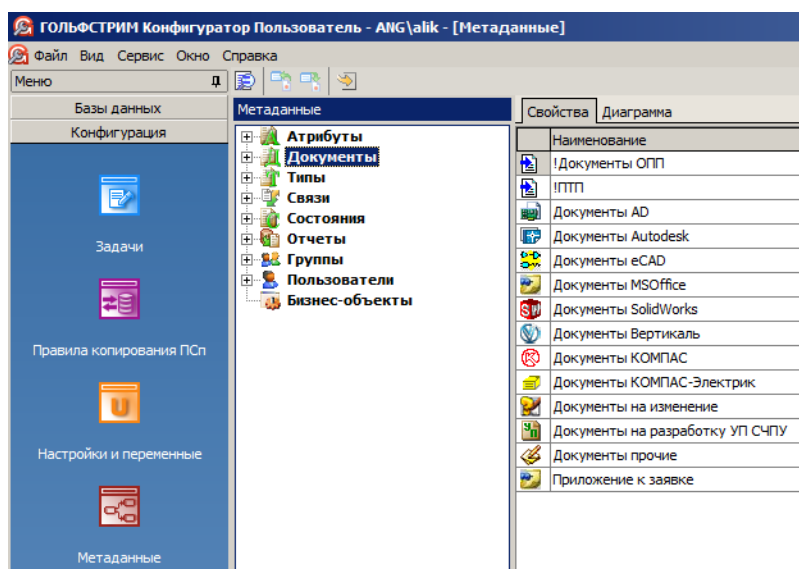 ГОЛЬФСТРИМ Конфигуратор Пользователь - ANG\alik - [Метаданные]
Файл Вид Сервис Окно Справка
Меню
Базы данных
Конфигурация
Задачи
Правила копирования ПСп
Настройки и переменные
Метаданные
Метаданные
Атрибуты
Документы
Типы
Связи
Состояния
Отчеты
Группы
Пользователи
Бизнес-объекты
Свойства Диаграмма
Наименование
!Документы ОПП
!ПТП
Документы AD
Документы Autodesk
Документы eCAD
Документы MSOffice
Документы SolidWorks
Документы Вертикаль
Документы КОМПАС
Документы КОМПАС-Электрик
Документы на изменение
Документы на разработку УП СЧПУ
Документы прочие
Приложение к заявке